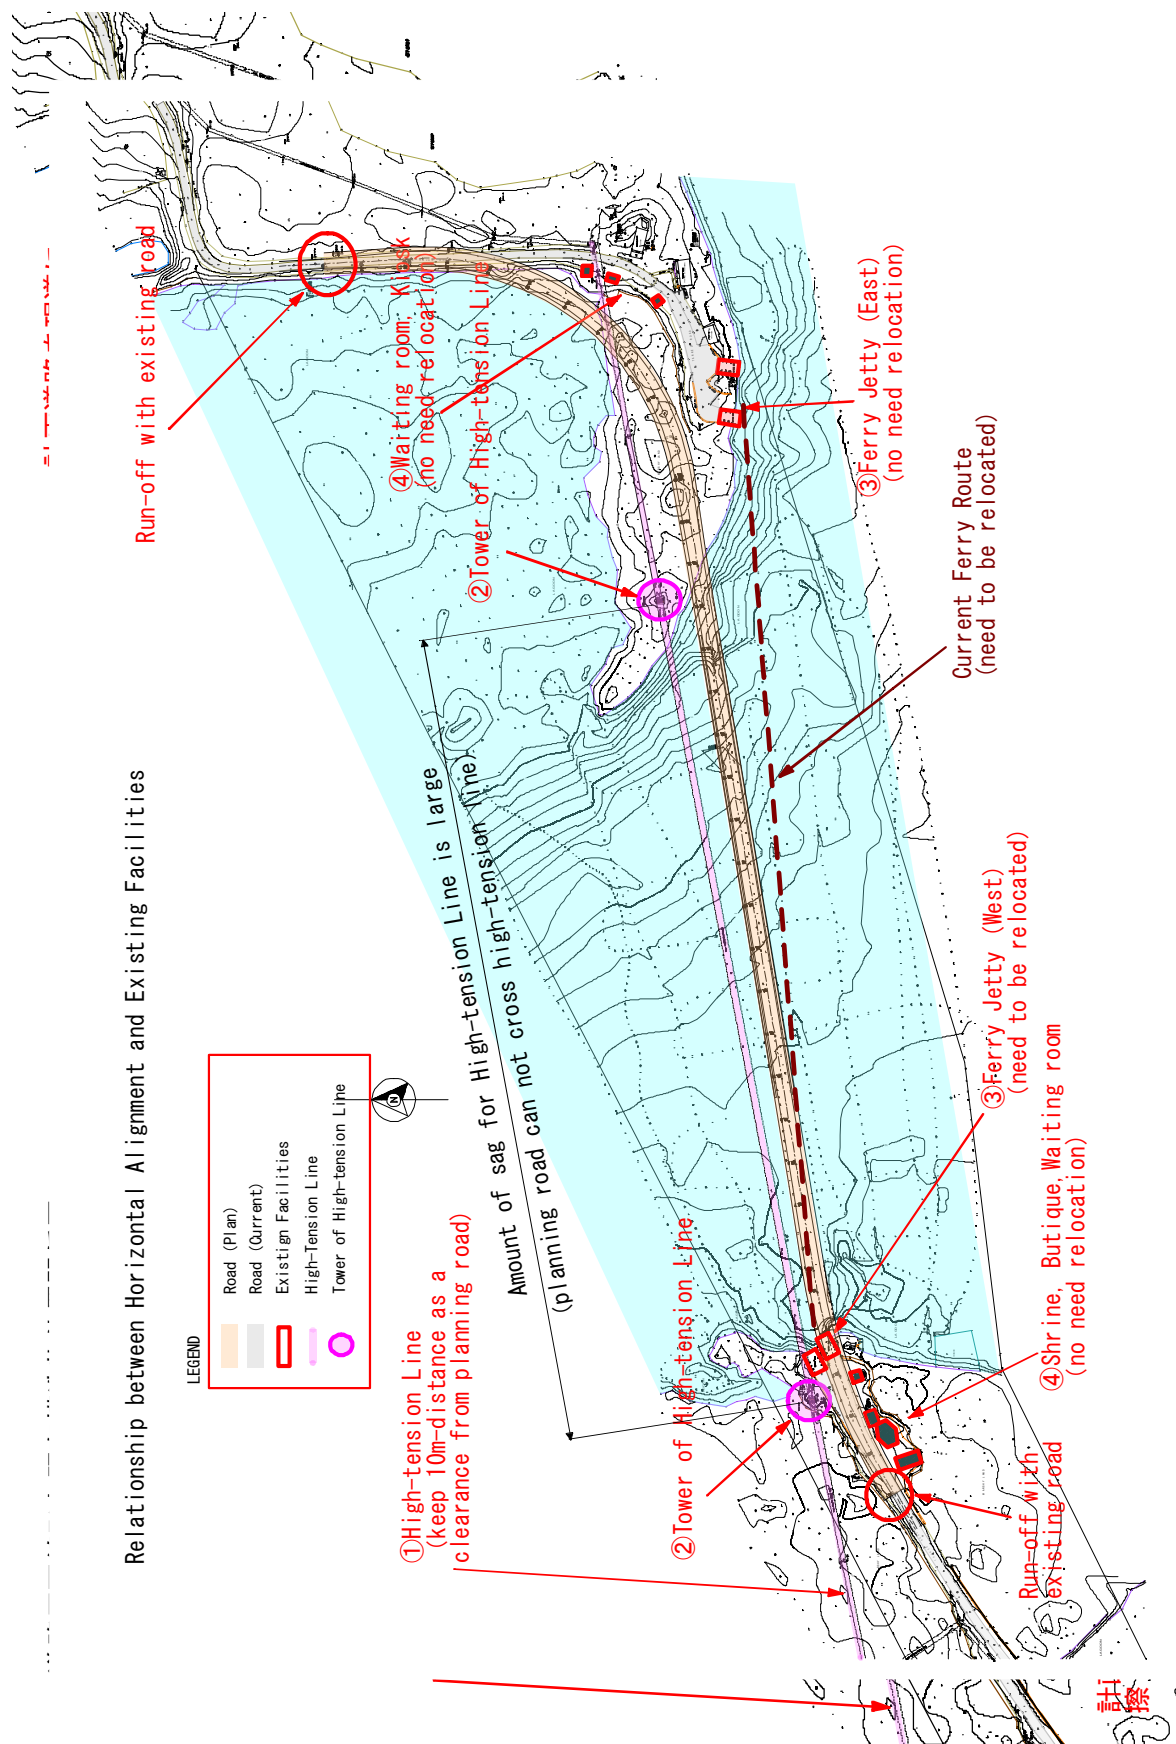 Relationship between Horizontal Alignment and Existing Facilities
LEGEND
Road (Plan)
Road (Current)
Existign Facilities
High-Tension Line
Tower of High-tension Line
N
Run-off with existing road
④Waiting room, Kiosk
(no need relocation)
②Tower of High-tension Line
③Ferry Jetty (East)
(no need relocation)
Current Ferry Route
(need to be relocated)
Amount of sag for High-tension Line is large
(planning road can not cross high-tension line)
①High-tension Line
(keep 10m-distance as a
clearance from planning road)
②Tower of High-tension Line
③Ferry Jetty (West)
(need to be relocated)
④Shrine, Butique,Waiting room
(no need relocation)
Run-off with
existing road